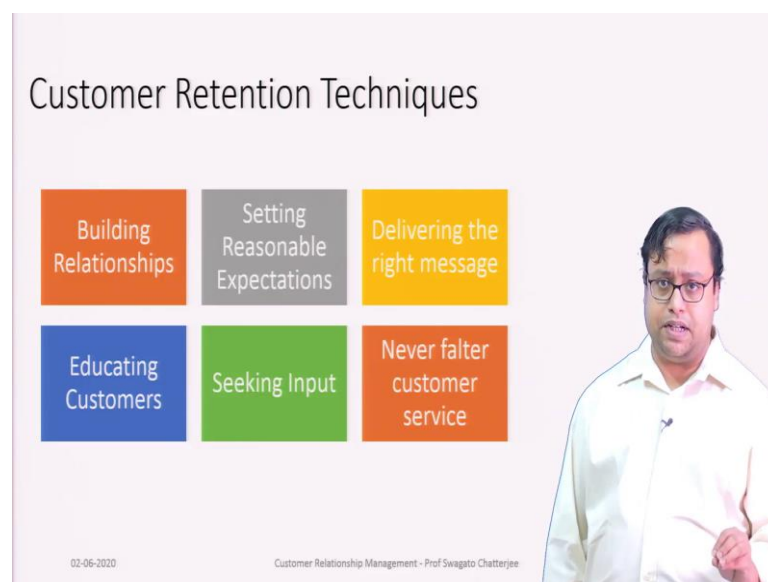 Customer Retention Techniques
Building
Relationships
Setting
Reasonable
Expectations
Delivering the
right message
Educating
Customers
Seeking Input
Never falter
customer
service
02-06-2020
Customer Relationship Management - Prof Swagato Chatterjee